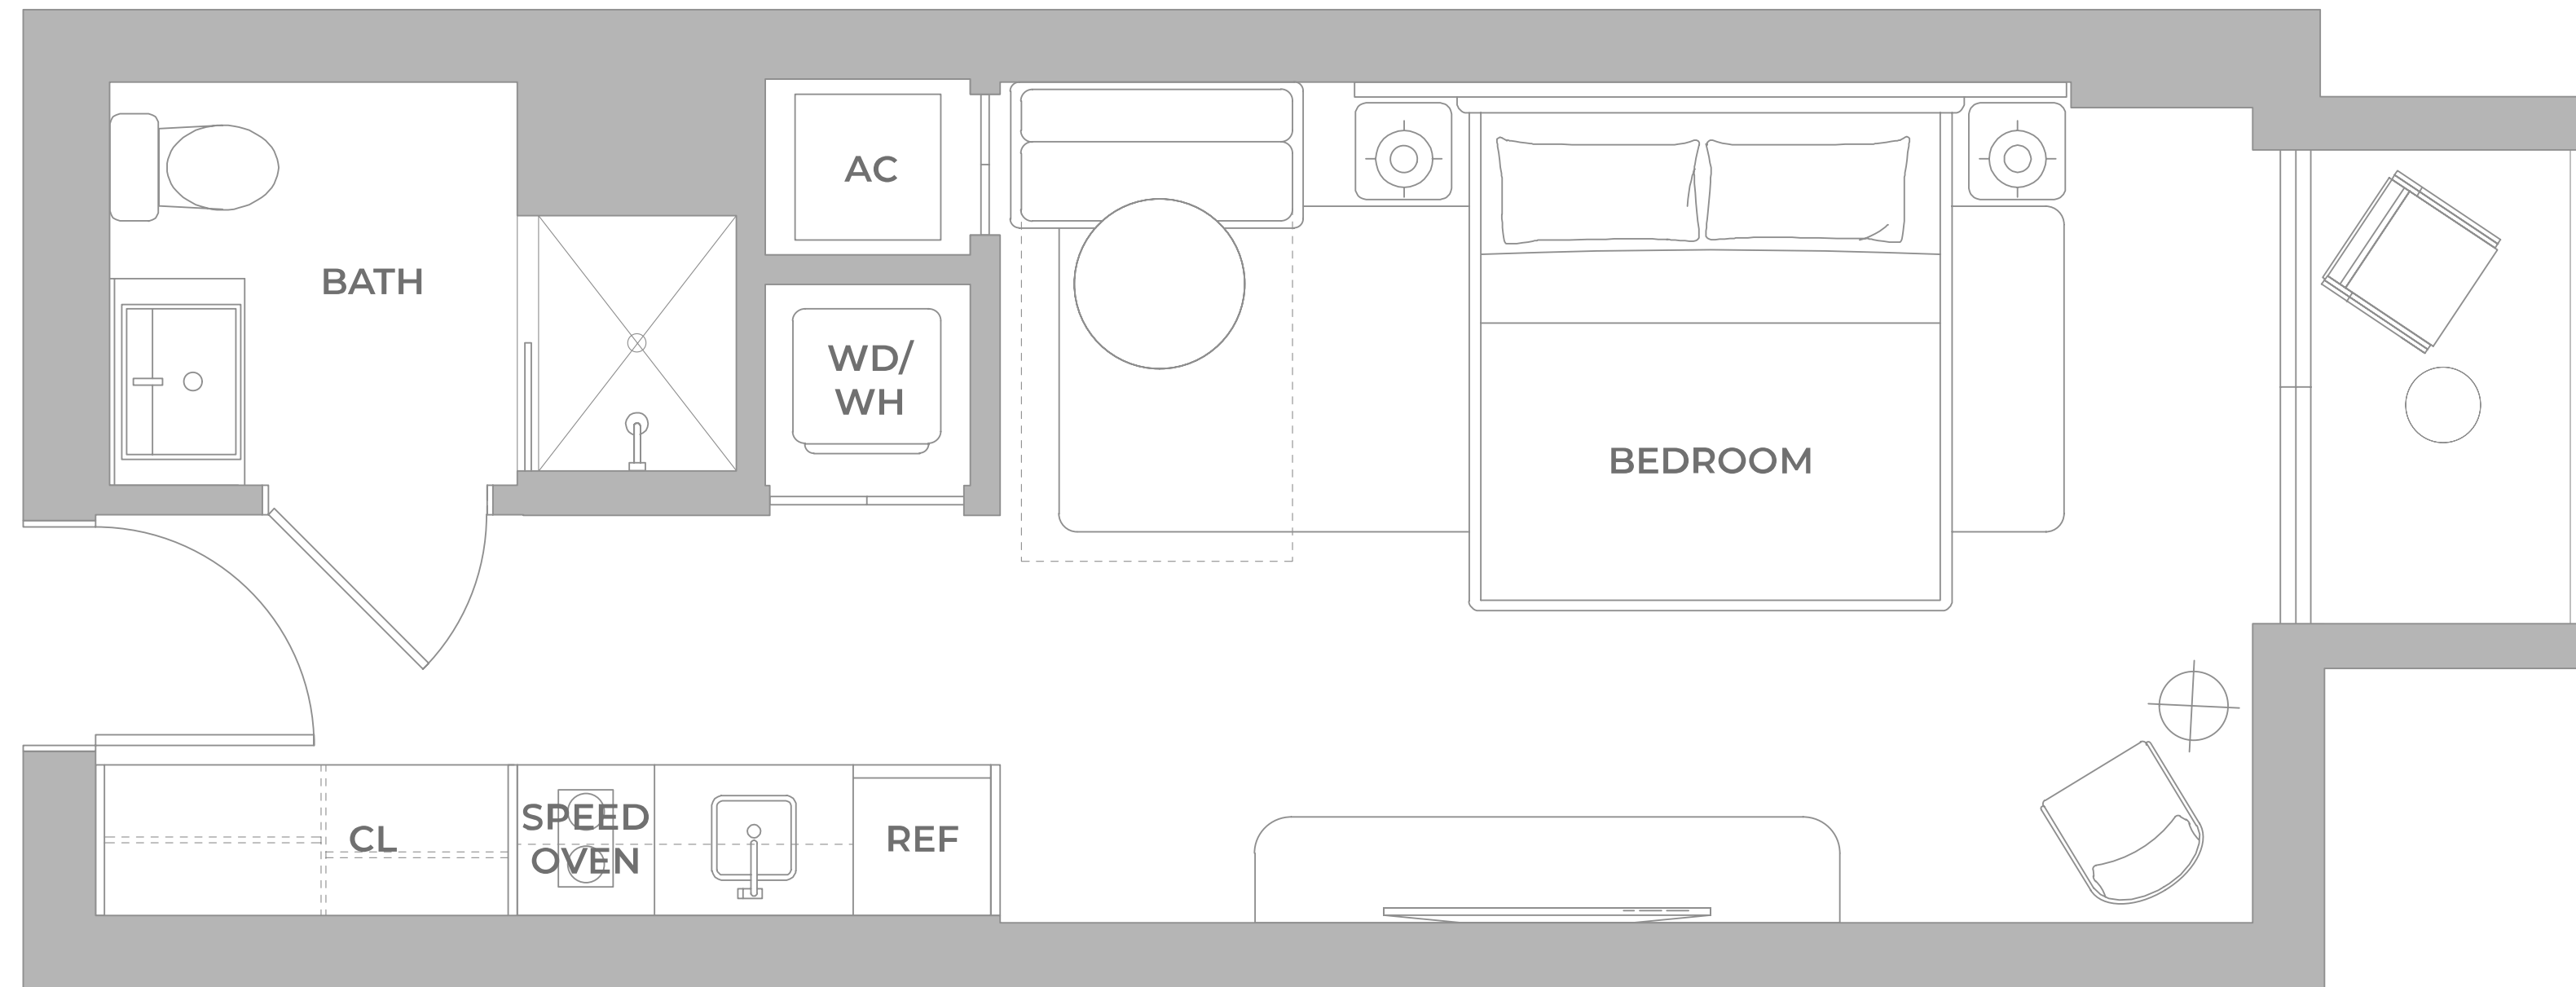 BATH
AC
WD/
WH
BEDROOM
CL
SPEED
OVEN
REF